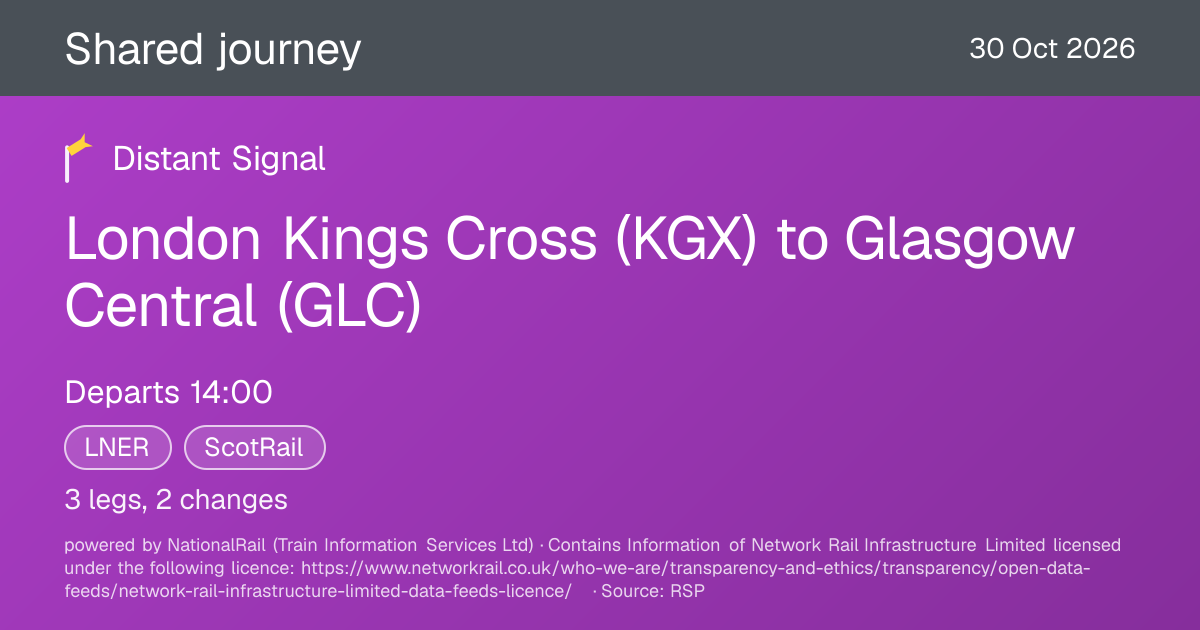 Shared journey
30 Oct 2026
Distant Signal
London Kings Cross (KGX) to Glasgow
Central (GLC)
Departs 14:00
LNER
ScotRail
3 legs, 2 changes
powered by NationalRail (Train Information Services Ltd) · Contains Information of Network Rail Infrastructure Limited licensed
under the following licence: https://www.networkrail.co.uk/who-we-are/transparency-and-ethics/transparency/open-data-
feeds/network-rail-infrastructure-limited-data-feeds-licence/ · Source: RSP